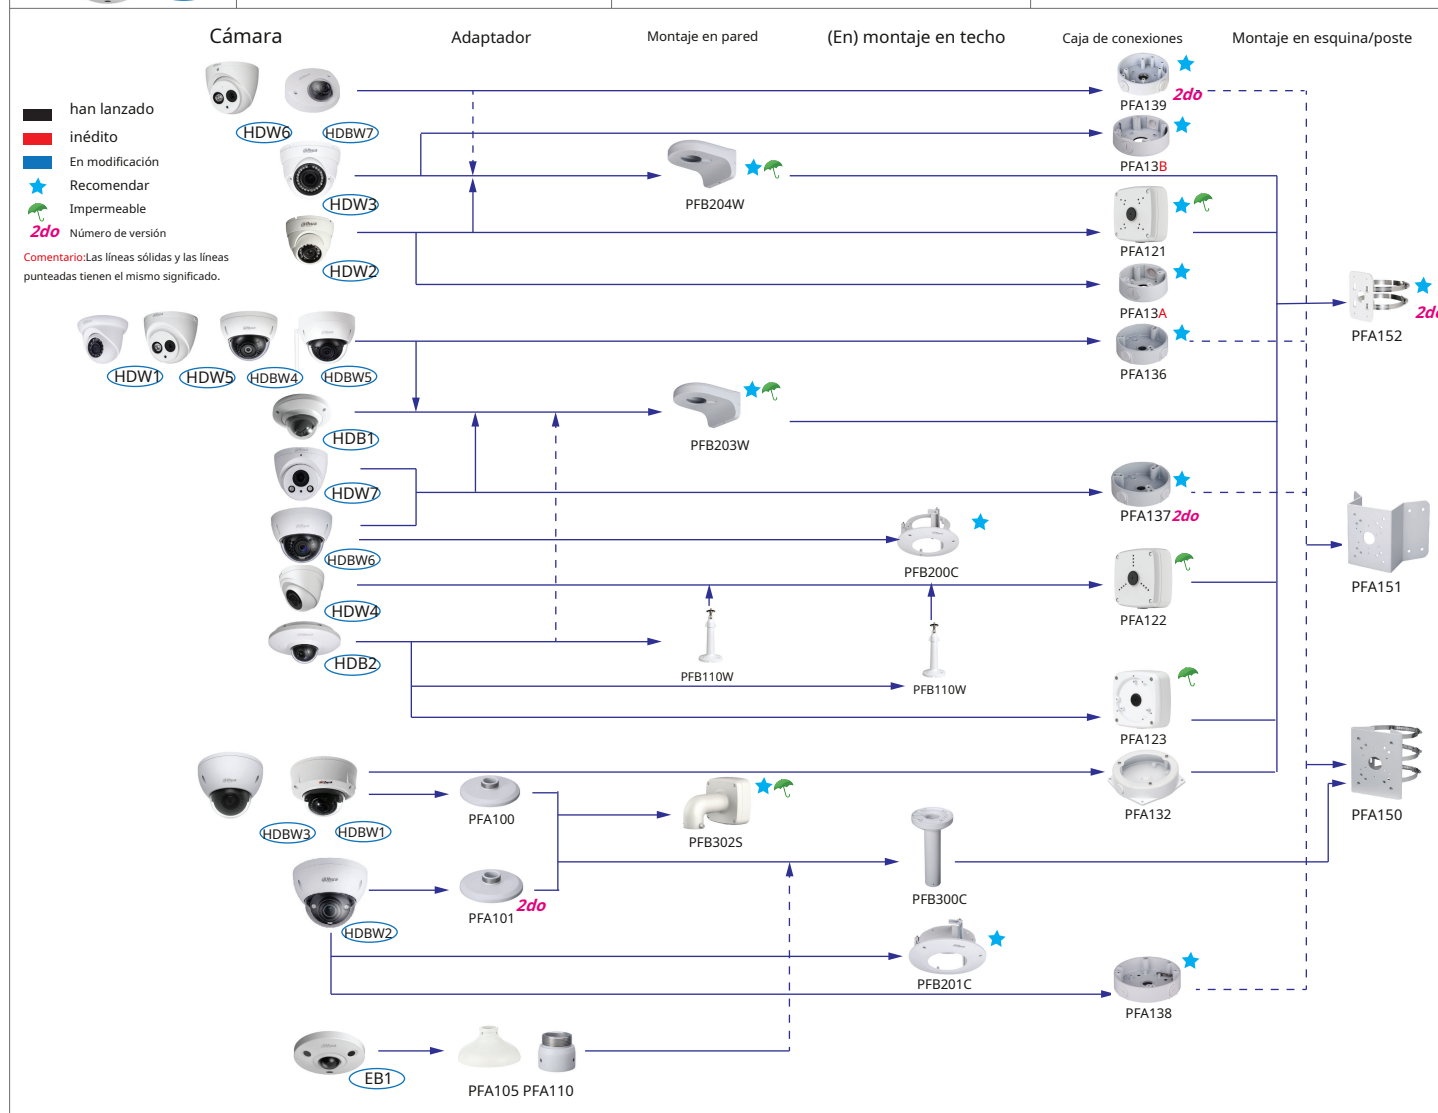 Cámara
Adaptador
Montaje en pared
(En) montaje en techo
Caja de conexiones
Montaje en esquina/poste
han lanzado
inédito
En modificación
Recomendar
Impermeable
2do Número de versión
Comentario:Las líneas sólidas y las líneas
punteadas tienen el mismo significado.
HDW6
HDBW7
PFA139
2do
PFA13B
HDW3
PFB204W
HDW2
PFA121
PFA13A
PFA152
2do
HDW1
HDW5
HDBW4
HDBW5
PFA136
HDB1
PFB203W
HDW7
PFA137 2do
HDBW6
PFB200C
PFA151
HDW4
PFA122
HDB2
PFB110W
PFB110W
PFA123
HDBW3
HDBW1
PFA100
PFB302S
PFA132
PFA150
HDBW2
PFA101
2do
PFB300C
PFB201C
PFA138
EB1
PFA105 PFA110